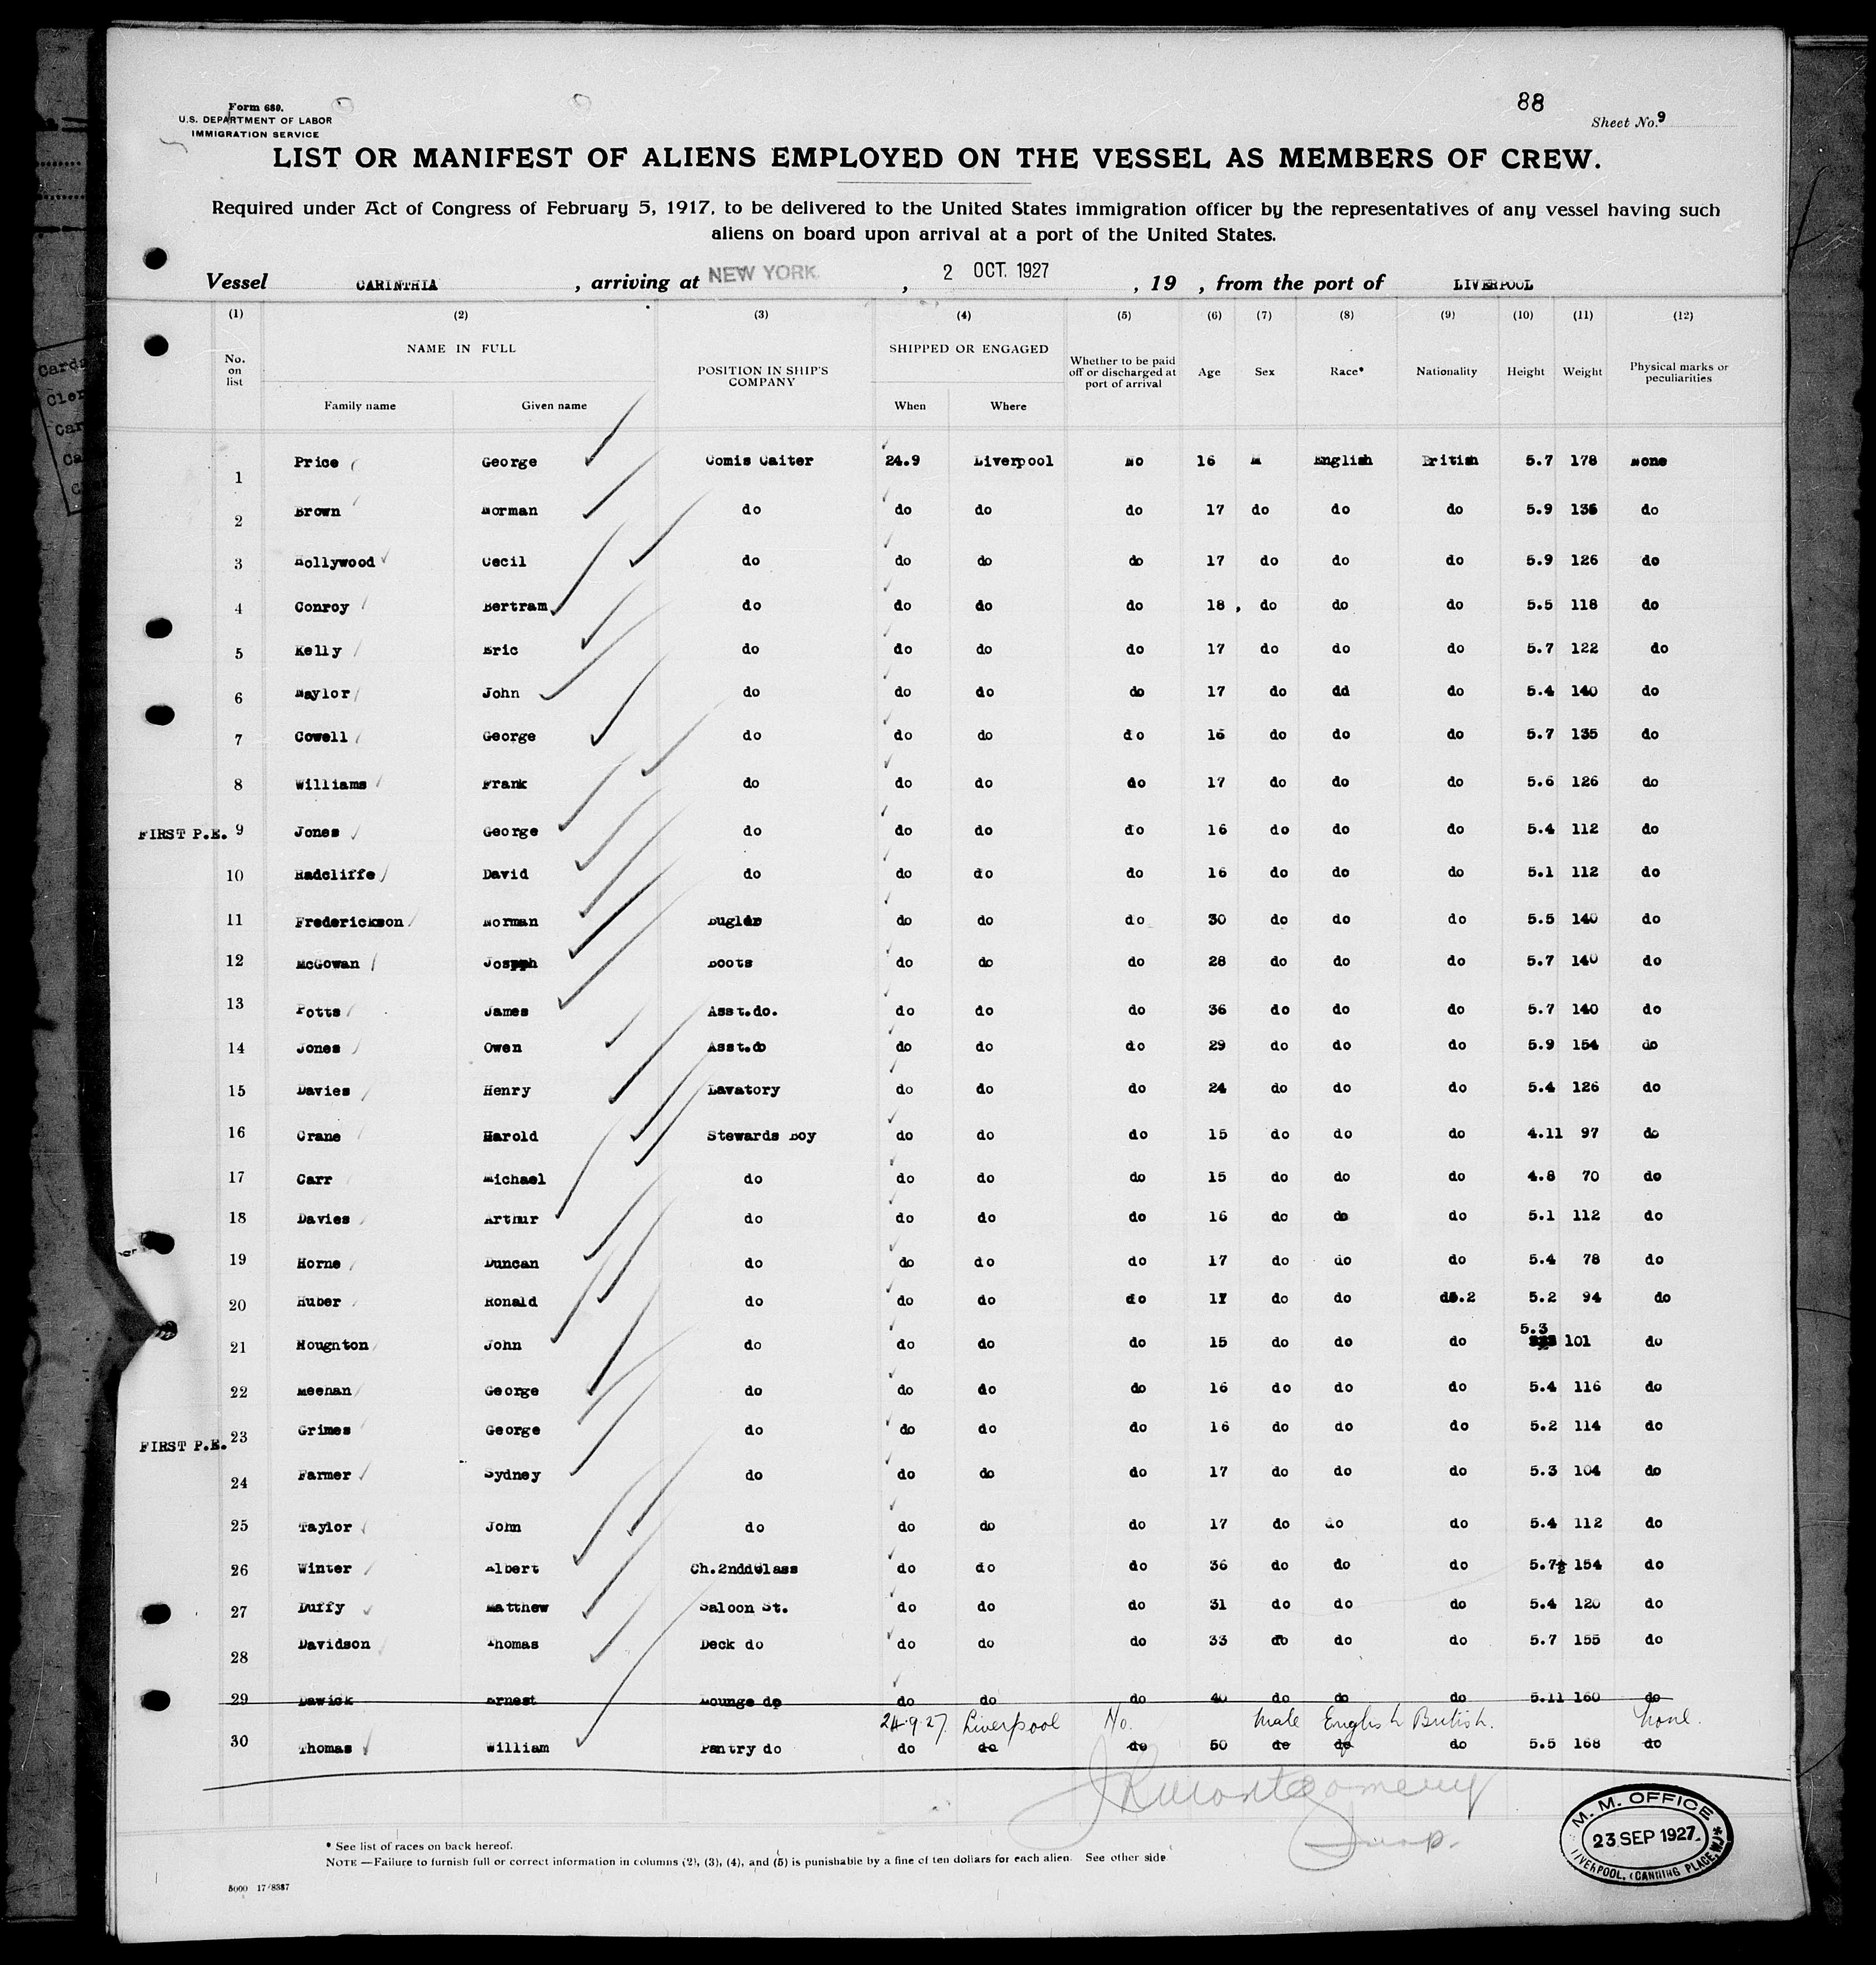 88
Form 689.
U.S. DEPARTMENT OF LABOR
IMMIGRATION SERVICE
Sheet No. 9
LIST OR MANIFEST OF ALIENS EMPLOYED ON THE VESSEL AS MEMBERS OF CREW.
Required under Act of Congress of February 5, 1917, to be delivered to the United States immigration officer by the representatives of any vessel having such
aliens on board upon arrival at a port of the United States.
Vessel CARINTHIA , arriving at NEW YORK , 2 OCT. 1927 , 19 , from the port of LIVERPOOL
(1) (2) (3) (4) (5) (6) (7) (8) (9) (10) (11) (12)
No. on list NAME IN FULL POSITION IN SHIP'S COMPANY SHIPPED OR ENGAGED Whether to be paid off or discharged at port of arrival Age Sex Race* Nationality Height Weight Physical marks or peculiarities
Family name Given name When Where
1 Price George Comis Caiter 24.9 Liverpool No 16 M English British 5.7 178 None
2 Brown Norman do do do do 17 do do do 5.9 136 do
3 Hollywood Cecil do do do do 17 do do do 5.9 126 do
4 Conroy Bertram do do do do 18, do do do 5.5 118 do
5 Kelly Eric do do do do 17 do do do 5.7 122 do
6 Naylor John do do do do 17 do dd do 5.4 140 do
7 Cowell George do do do do 16 do do do 5.7 135 do
8 Williams Frank do do do do 17 do do do 5.6 126 do
FIRST P.E. 9 Jones George do do do do 16 do do do 5.4 112 do
10 Radcliffe David do do do do 16 do do do 5.1 112 do
11 Frederickson Norman Bugler do do do 30 do do do 5.5 140 do
12 McGowan Jospph Boots do do do 28 do do do 5.7 140 do
13 Potts James Asst.do. do do do 36 do do do 5.7 140 do
14 Jones Owen Asst.do do do do 29 do do do 5.9 154 do
15 Davies Henry Lavatory do do do 24 do do do 5.4 126 do
16 Crane Harold Stewards Boy do do do 15 do do do 4.11 97 do
17 Carr Michael do do do do 15 do do do 4.8 70 do
18 Davies Arthur do do do do 16 do do do 5.1 112 do
19 Horne Duncan do do do do 17 do do do 5.4 78 do
20 Huber Ronald do do do do 17 do do do.2 5.2 94 do
21 Houghton John do do do do 15 do do do 5.3 101 do
22 Meehan George do do do do 16 do do do 5.4 116 do
FIRST P.E. 23 Grimes George do do do do 16 do do do 5.2 114 do
24 Farmer Sydney do do do do 17 do do do 5.3 104 do
25 Taylor John do do do do 17 do do do 5.4 112 do
26 Winter Albert Ch.2nddClass do do do 36 do do do 5.7½ 154 do
27 Duffy Matthew Saloon St. do do do 31 do do do 5.4 120 do
28 Davidson Thomas Deck do do do do 33 do do do 5.7 155 do
29 Dawick Ernest Lounge do do do do 40 do do do 5.11 160 do
24.9.27. Liverpool No. Male English British. None.
30 Thomas William Pantry do do do do 50 do do do 5.5 168 do
JRMontgomery
* See list of races on back hereof.
NOTE —Failure to furnish full or correct information in columns (2), (3), (4), and (5) is punishable by a fine of ten dollars for each alien. See other side
5000 17/8337
M. M. OFFICE
23 SEP 1927
LIVERPOOL, (CANNING PLACE, W)